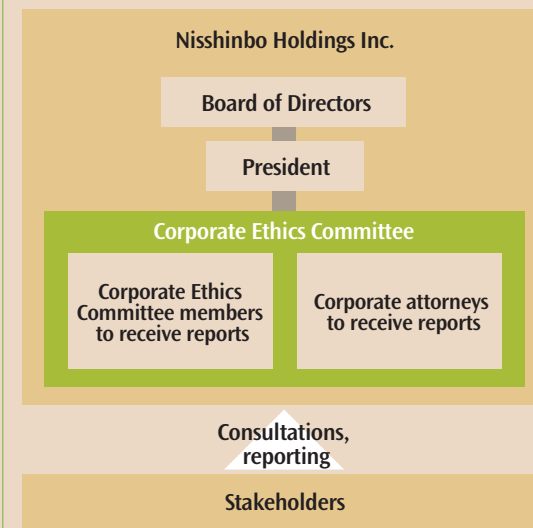 Nisshinbo Holdings Inc.
Board of Directors
President
Corporate Ethics Committee
Corporate Ethics
Committee members
to receive reports
Corporate attorneys
to receive reports
Consultations,
reporting
Stakeholders